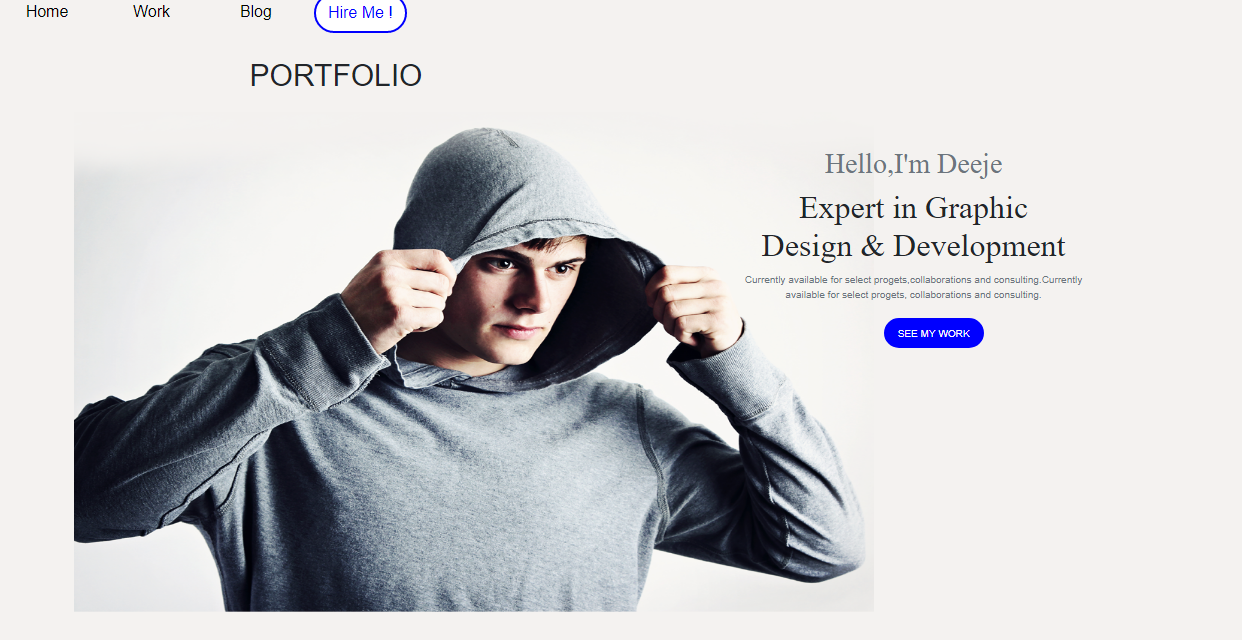 Home Work Blog Hire Me !
PORTFOLIO
Hello,I'm Deeje
Expert in Graphic
Design & Development
Currently available for select progets,collaborations and consulting.Currently
available for select progets, collaborations and consulting.
SEE MY WORK